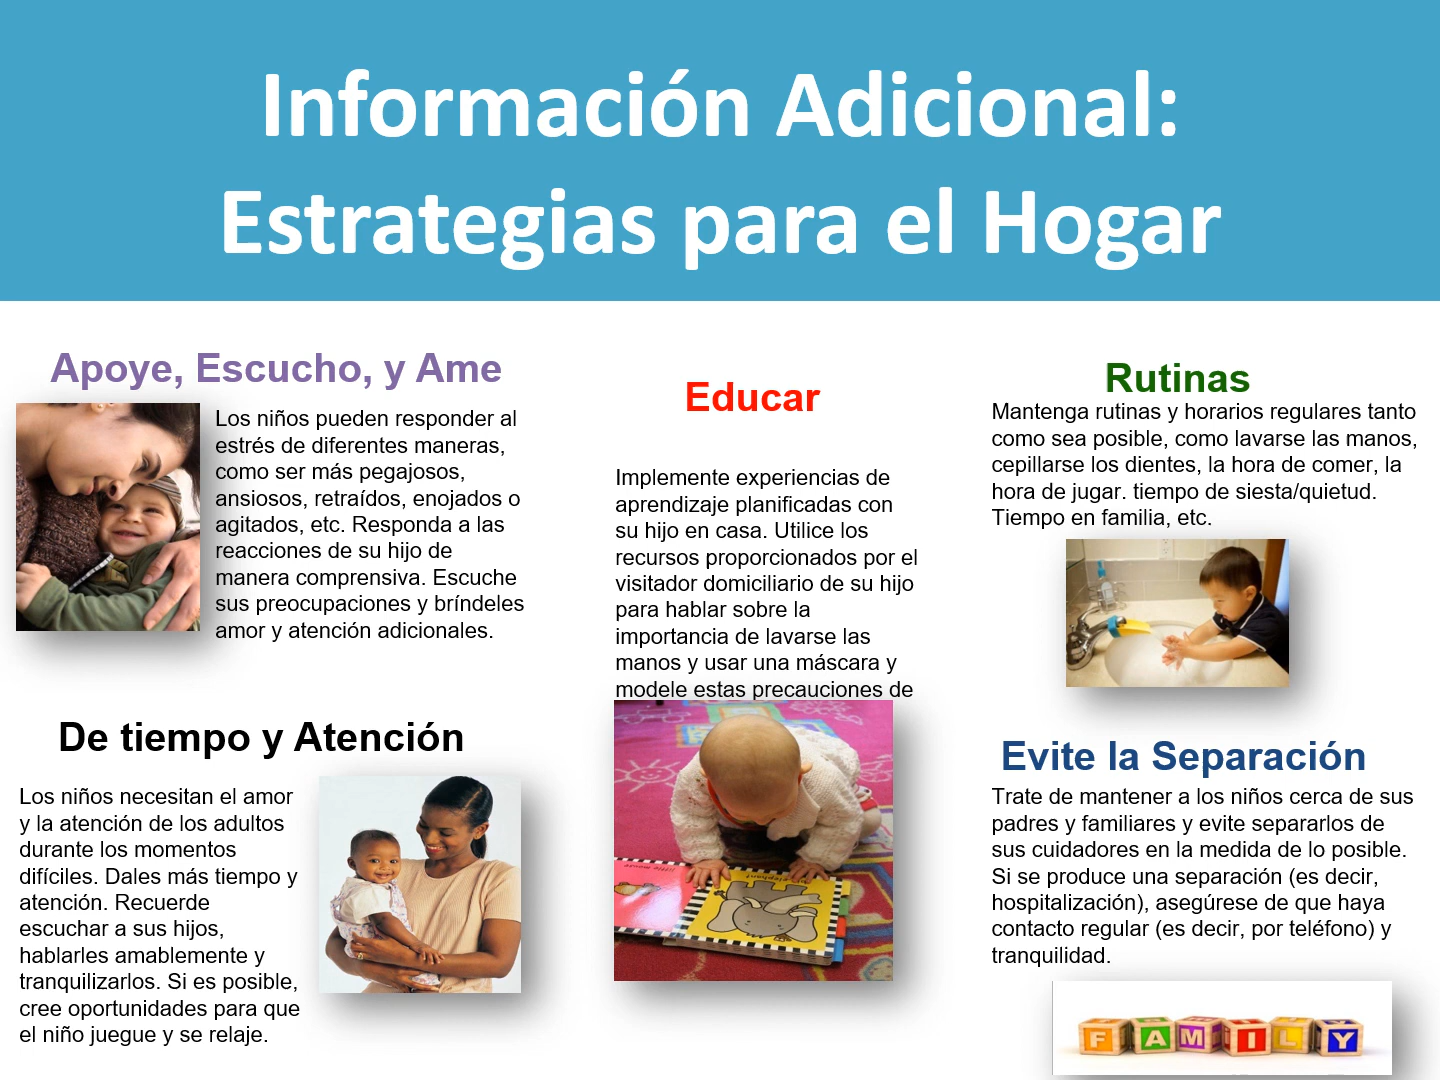 Información Adicional:
Estrategias para el Hogar
Apoye, Escucho, y Ame
Los niños pueden responder al
estrés de diferentes maneras,
como ser más pegajosos,
ansiosos, retraídos, enojados o
agitados, etc. Responda a las
reacciones de su hijo de
manera comprensiva. Escuche
sus preocupaciones y bríndeles
amor y atención adicionales.
De tiempo y Atención
Los niños necesitan el amor
y la atención de los adultos
durante los momentos
difíciles. Dales más tiempo y
atención. Recuerde
escuchar a sus hijos,
hablarles amablemente y
tranquilizarlos. Si es posible,
cree oportunidades para que
el niño juegue y se relaje.
Educar
Implemente experiencias de
aprendizaje planificadas con
su hijo en casa. Utilice los
recursos proporcionados por el
visitador domiciliario de su hijo
para hablar sobre la
importancia de lavarse las
manos y usar una máscara y
modele estas precauciones de
elephant
Rutinas
Mantenga rutinas y horarios regulares tanto
como sea posible, como lavarse las manos,
cepillarse los dientes, la hora de comer, la
hora de jugar. tiempo de siesta/quietud.
Tiempo en familia, etc.
Evite la Separación
Trate de mantener a los niños cerca de sus
padres y familiares y evite separarlos de
sus cuidadores en la medida de lo posible.
Si se produce una separación (es decir,
hospitalización), asegúrese de que haya
contacto regular (es decir, por teléfono) y
tranquilidad.
FAMILY